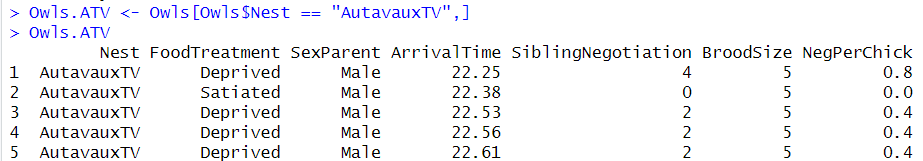 > Owls.ATV <- Owls[Owls$Nest == "AutavauxTV",]
> Owls.ATV
Nest FoodTreatment SexParent ArrivalTime SiblingNegotiation BroodSize NegPerChick
1 AutavauxTV Deprived Male 22.25 4 5 0.8
2 AutavauxTV Satiated Male 22.38 0 5 0.0
3 AutavauxTV Deprived Male 22.53 2 5 0.4
4 AutavauxTV Deprived Male 22.56 2 5 0.4
5 AutavauxTV Deprived Male 22.61 2 5 0.4